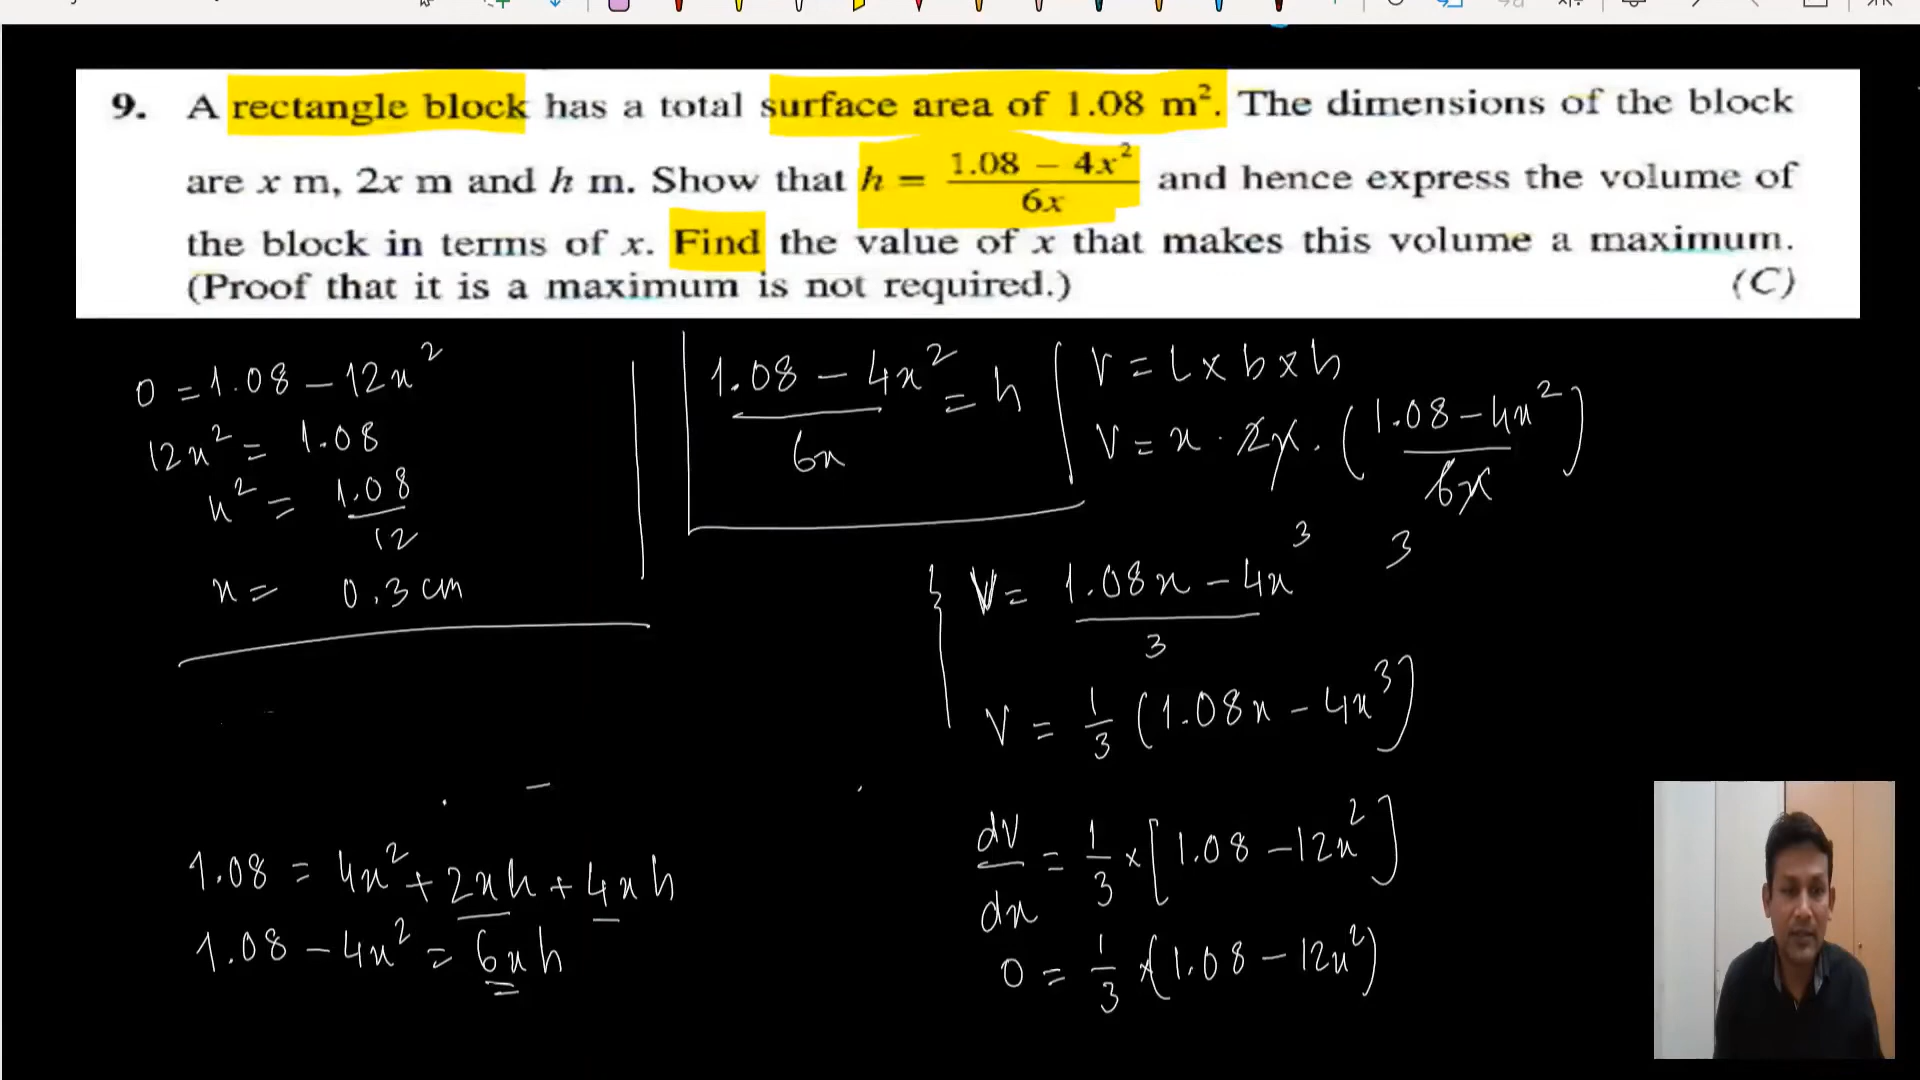 9. A rectangle block has a total surface area of 1.08 m². The dimensions of the block
are x m, 2x m and h m. Show that h = (1.08 − 4x²)/6x and hence express the volume of
the block in terms of x. Find the value of x that makes this volume a maximum.
(Proof that it is a maximum is not required.) (C)
0 = 1.08 − 12x²
12x² = 1.08
x² = 1.08/12
x = 0.3 cm
(1.08 − 4x²)/6x = h
V = L × b × h
V = x · 2x · ((1.08 − 4x²)/6x)
3
V = (1.08x − 4x³)/3
V = 1/3 (1.08x − 4x³)
1.08 = 4x² + 2xh + 4xh
1.08 − 4x² = 6xh
dV/dx = 1/3 × [1.08 − 12x²]
0 = 1/3 × (1.08 − 12x²)